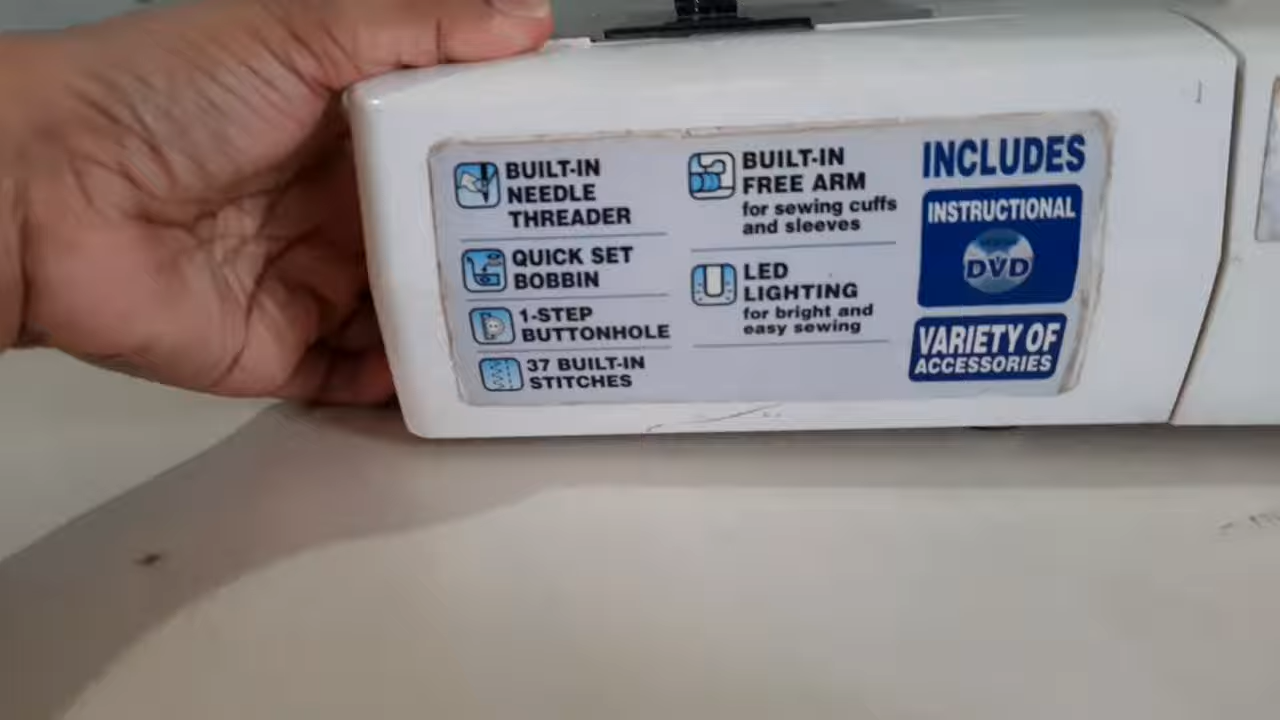 BUILT-IN
NEEDLE
THREADER
QUICK SET
BOBBIN
1-STEP
BUTTONHOLE
37 BUILT-IN
STITCHES
BUILT-IN
FREE ARM
for sewing cuffs
and sleeves
LED
LIGHTING
for bright and
easy sewing
INCLUDES
INSTRUCTIONAL
DVD
VARIETY OF
ACCESSORIES